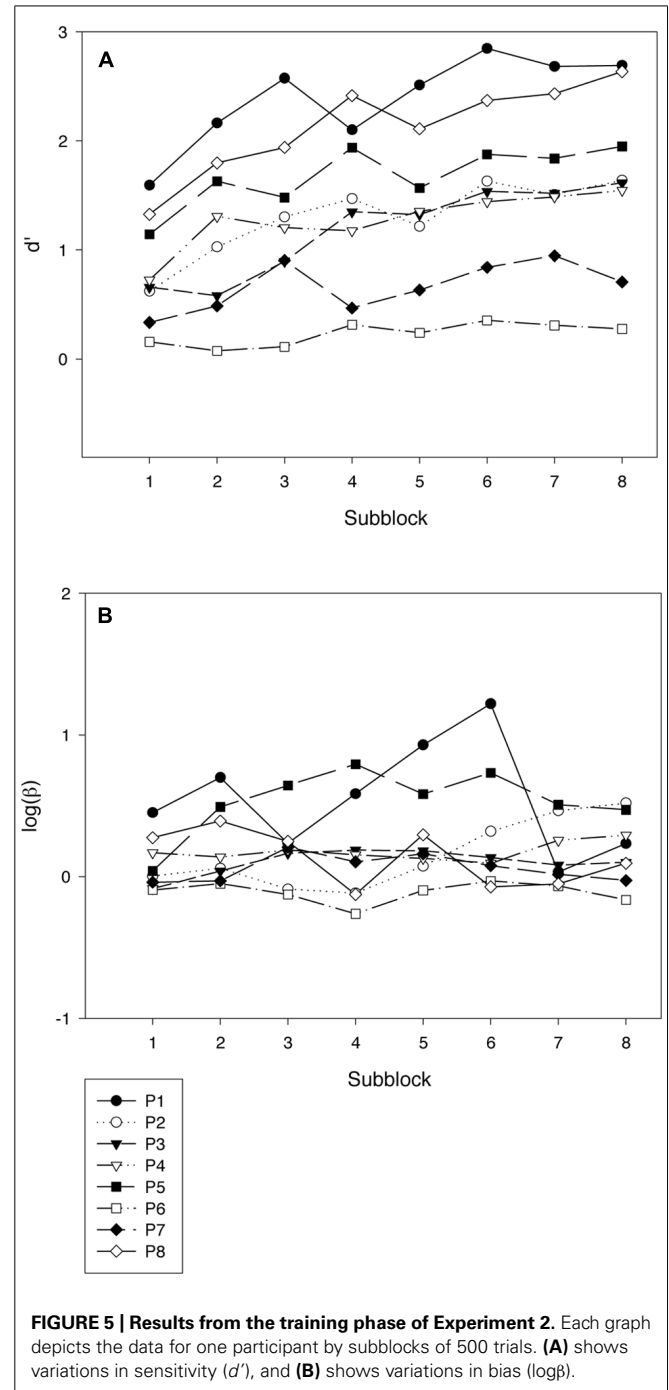 3
A
2
d'
1
0
1 2 3 4 5 6 7 8
Subblock
2
B
1
log(β)
0
-1
1 2 3 4 5 6 7 8
Subblock
P1
P2
P3
P4
P5
P6
P7
P8
FIGURE 5 | Results from the training phase of Experiment 2. Each graph
depicts the data for one participant by subblocks of 500 trials. (A) shows
variations in sensitivity (d′), and (B) shows variations in bias (logβ).